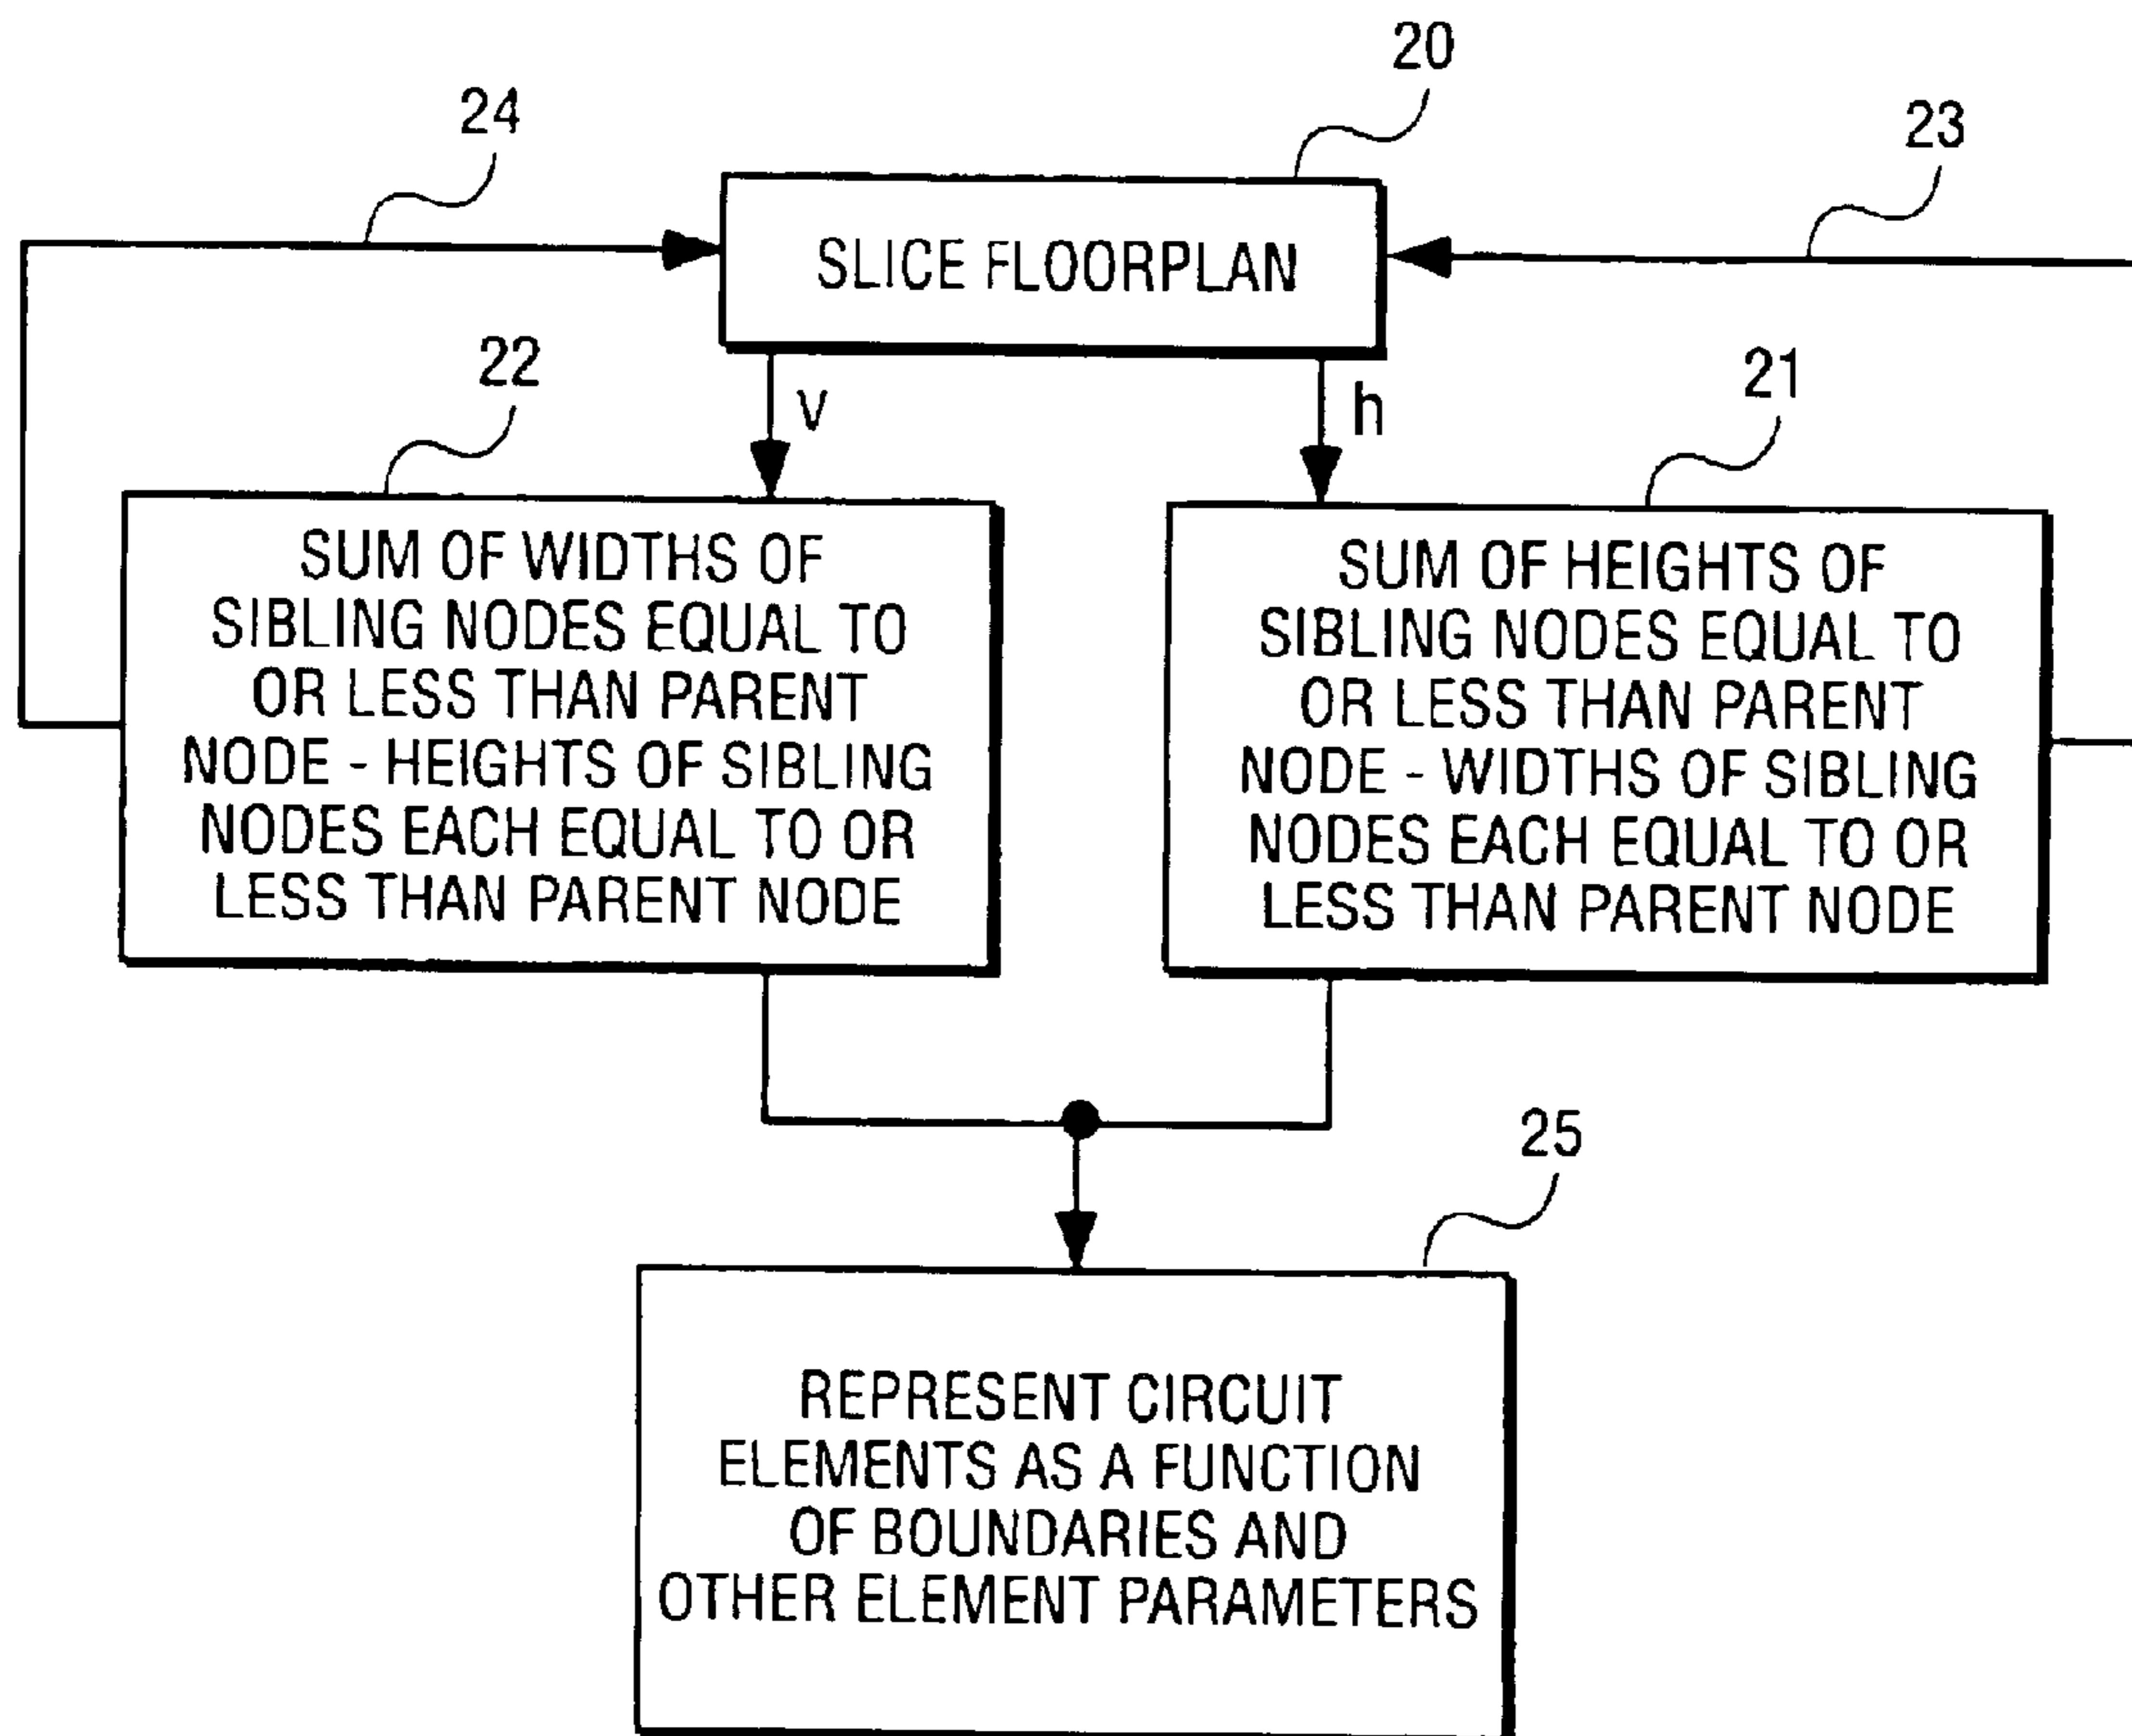 20
24
23
SLICE FLOORPLAN
22
v
h
21
SUM OF WIDTHS OF
SIBLING NODES EQUAL TO
OR LESS THAN PARENT
NODE - HEIGHTS OF SIBLING
NODES EACH EQUAL TO OR
LESS THAN PARENT NODE
SUM OF HEIGHTS OF
SIBLING NODES EQUAL TO
OR LESS THAN PARENT
NODE - WIDTHS OF SIBLING
NODES EACH EQUAL TO OR
LESS THAN PARENT NODE
25
REPRESENT CIRCUIT
ELEMENTS AS A FUNCTION
OF BOUNDARIES AND
OTHER ELEMENT PARAMETERS